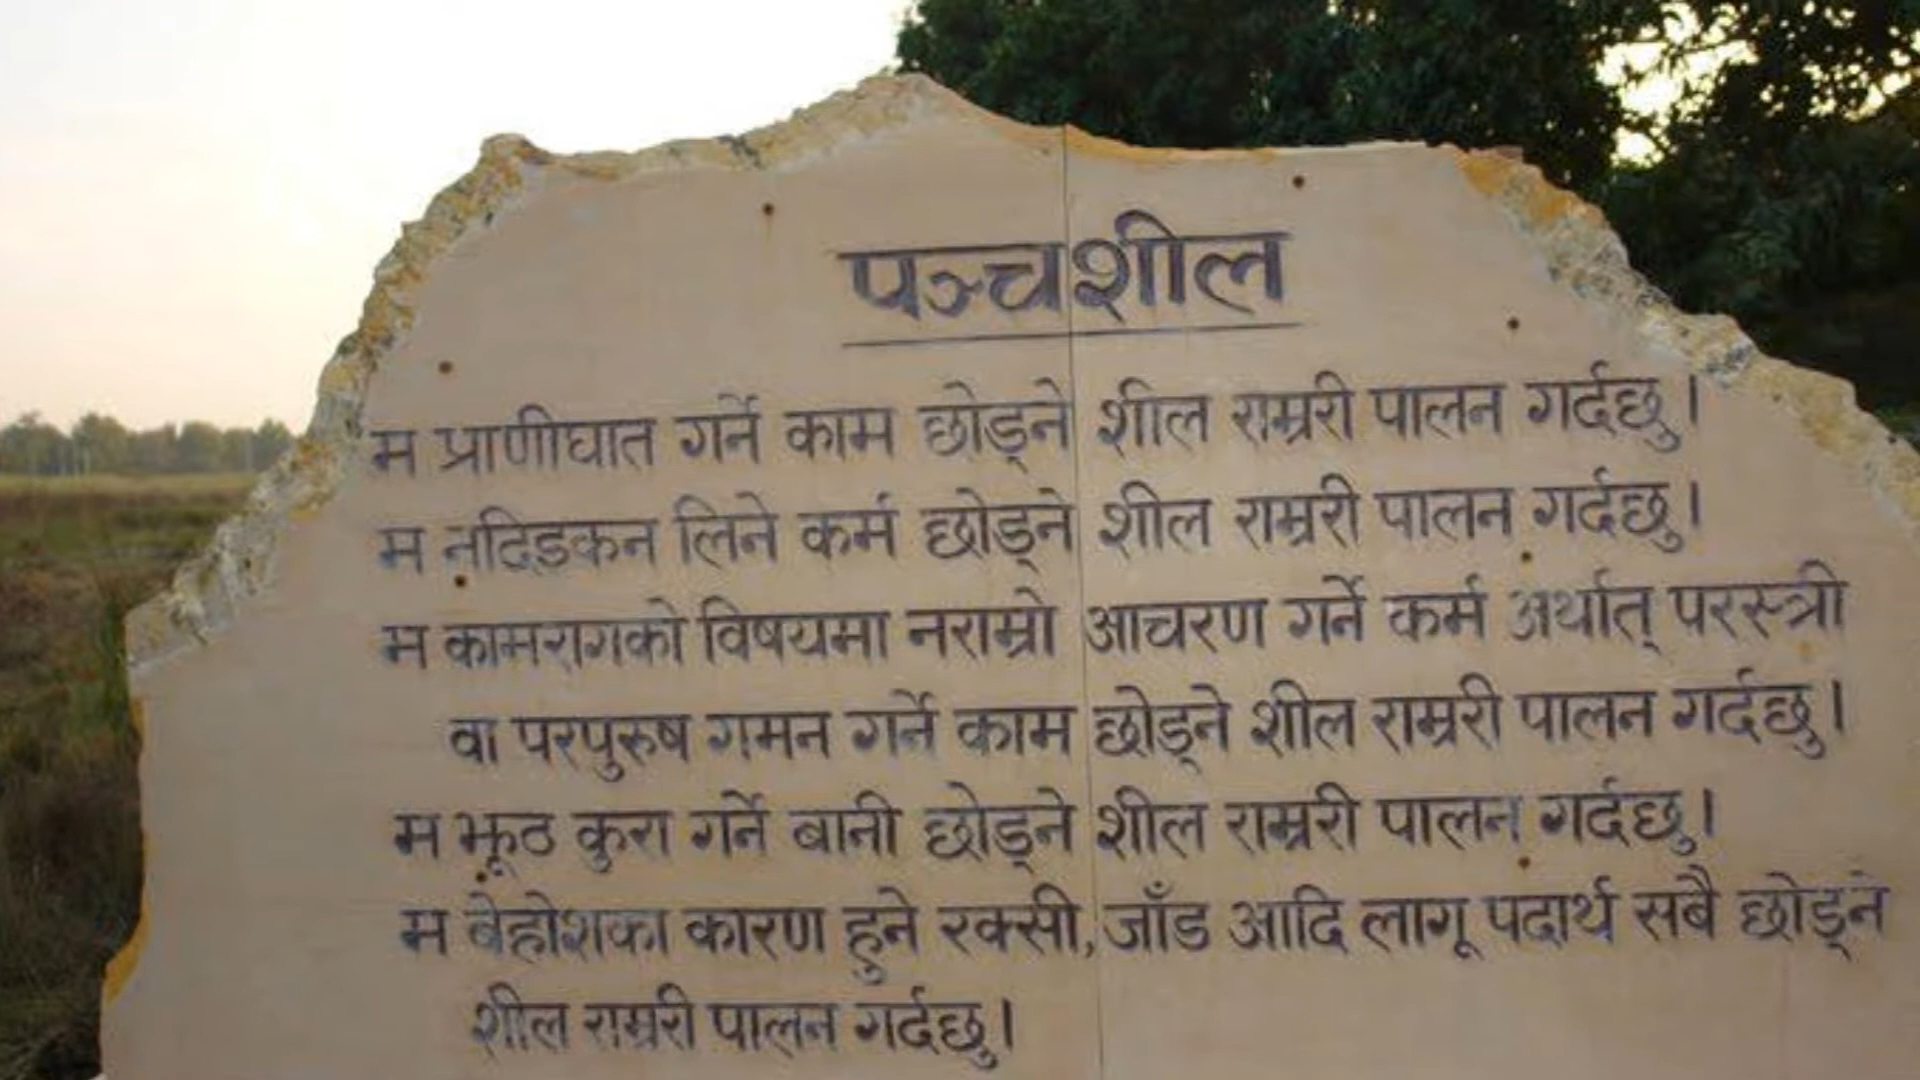 पञ्चशील
म प्राणीघात गर्ने काम छोड्ने शील राम्ररी पालन गर्दछु।
म नदिइकन लिने कर्म छोड्ने शील राम्ररी पालन गर्दछु।
म कामरागको विषयमा नराम्रो आचरण गर्ने कर्म अर्थात् परस्त्री
वा परपुरुष गमन गर्ने काम छोड्ने शील राम्ररी पालन गर्दछु।
म झूठ कुरा गर्ने बानी छोड्ने शील राम्ररी पालन गर्दछु।
म बेहोशका कारण हुने रक्सी, जाँड आदि लागू पदार्थ सबै छोड्ने
शील राम्ररी पालन गर्दछु।